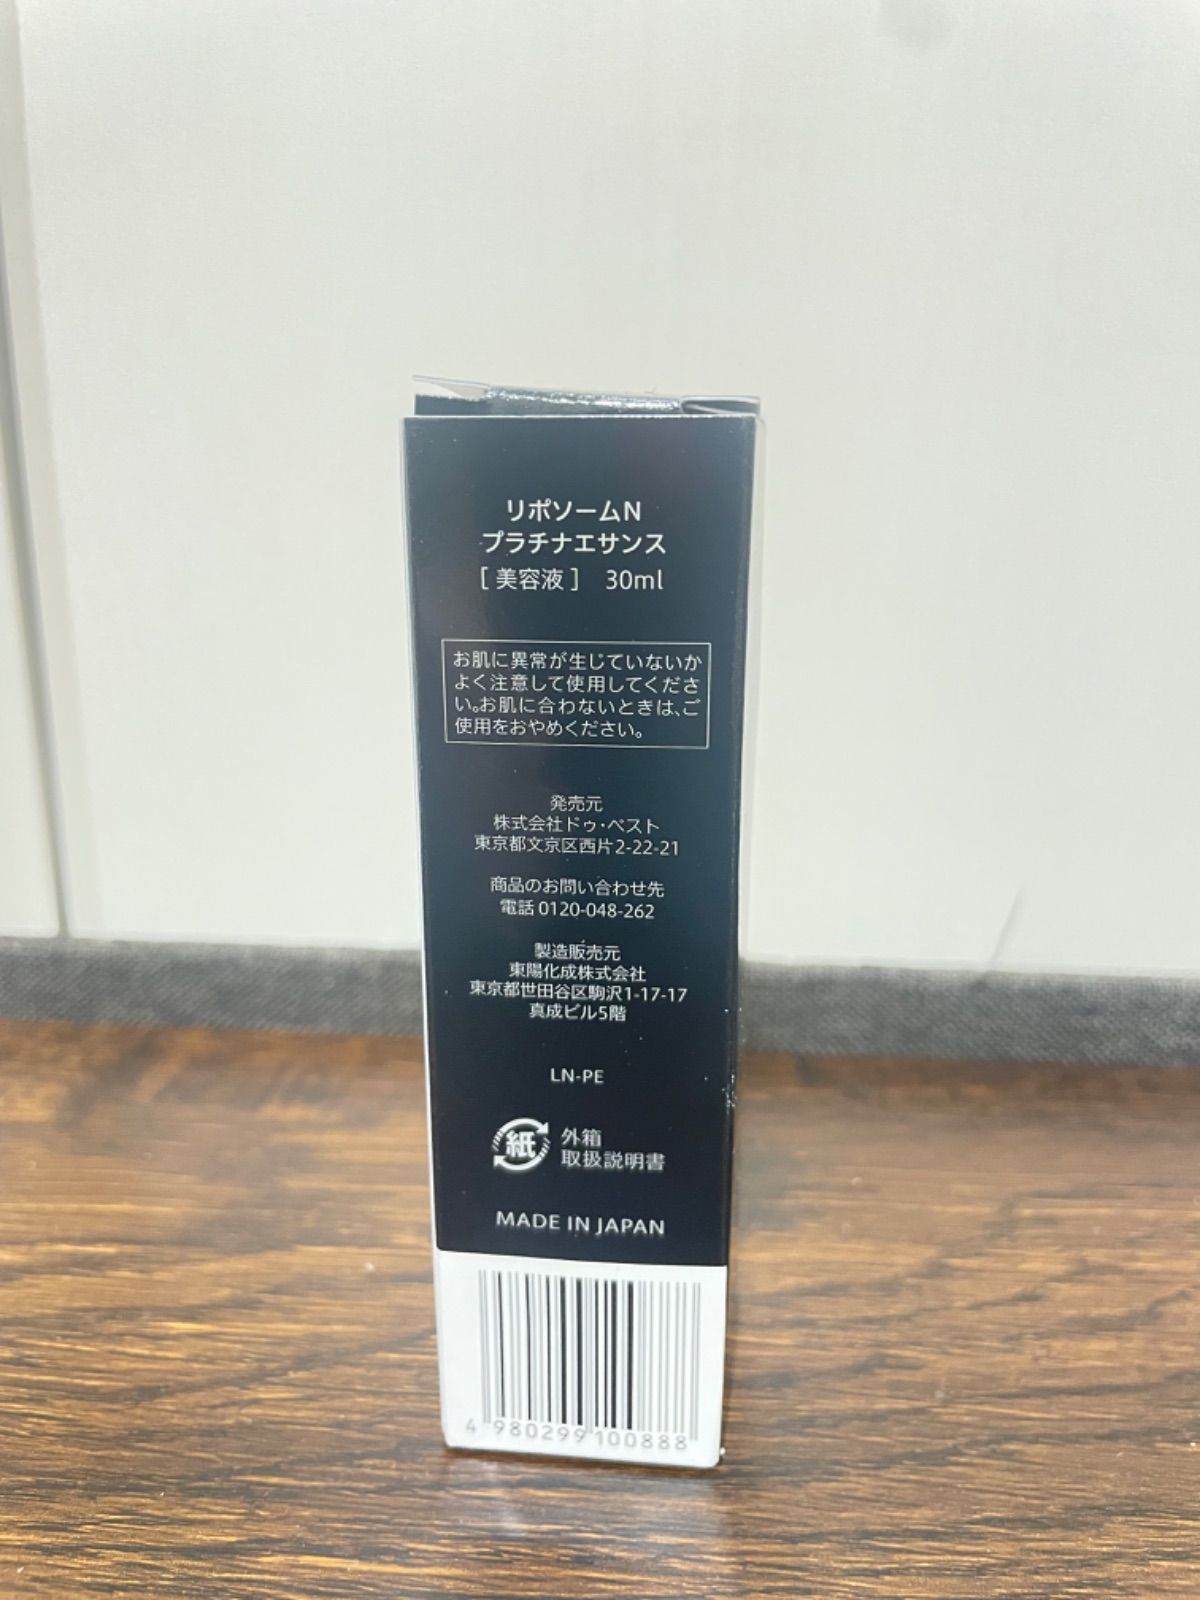 リポソームN
プラチナエサンス
[ 美容液 ] 30ml
お肌に異常が生じていないか
よく注意して使用してくださ
い。お肌に合わないときは、ご
使用をおやめください。
発売元
株式会社ドゥ・ベスト
東京都文京区西片2-22-21
商品のお問い合わせ先
電話 0120-048-262
製造販売元
東陽化成株式会社
東京都世田谷区駒沢1-17-17
真成ビル5階
LN-PE
紙
外箱
取扱説明書
MADE IN JAPAN
4 980299 100888